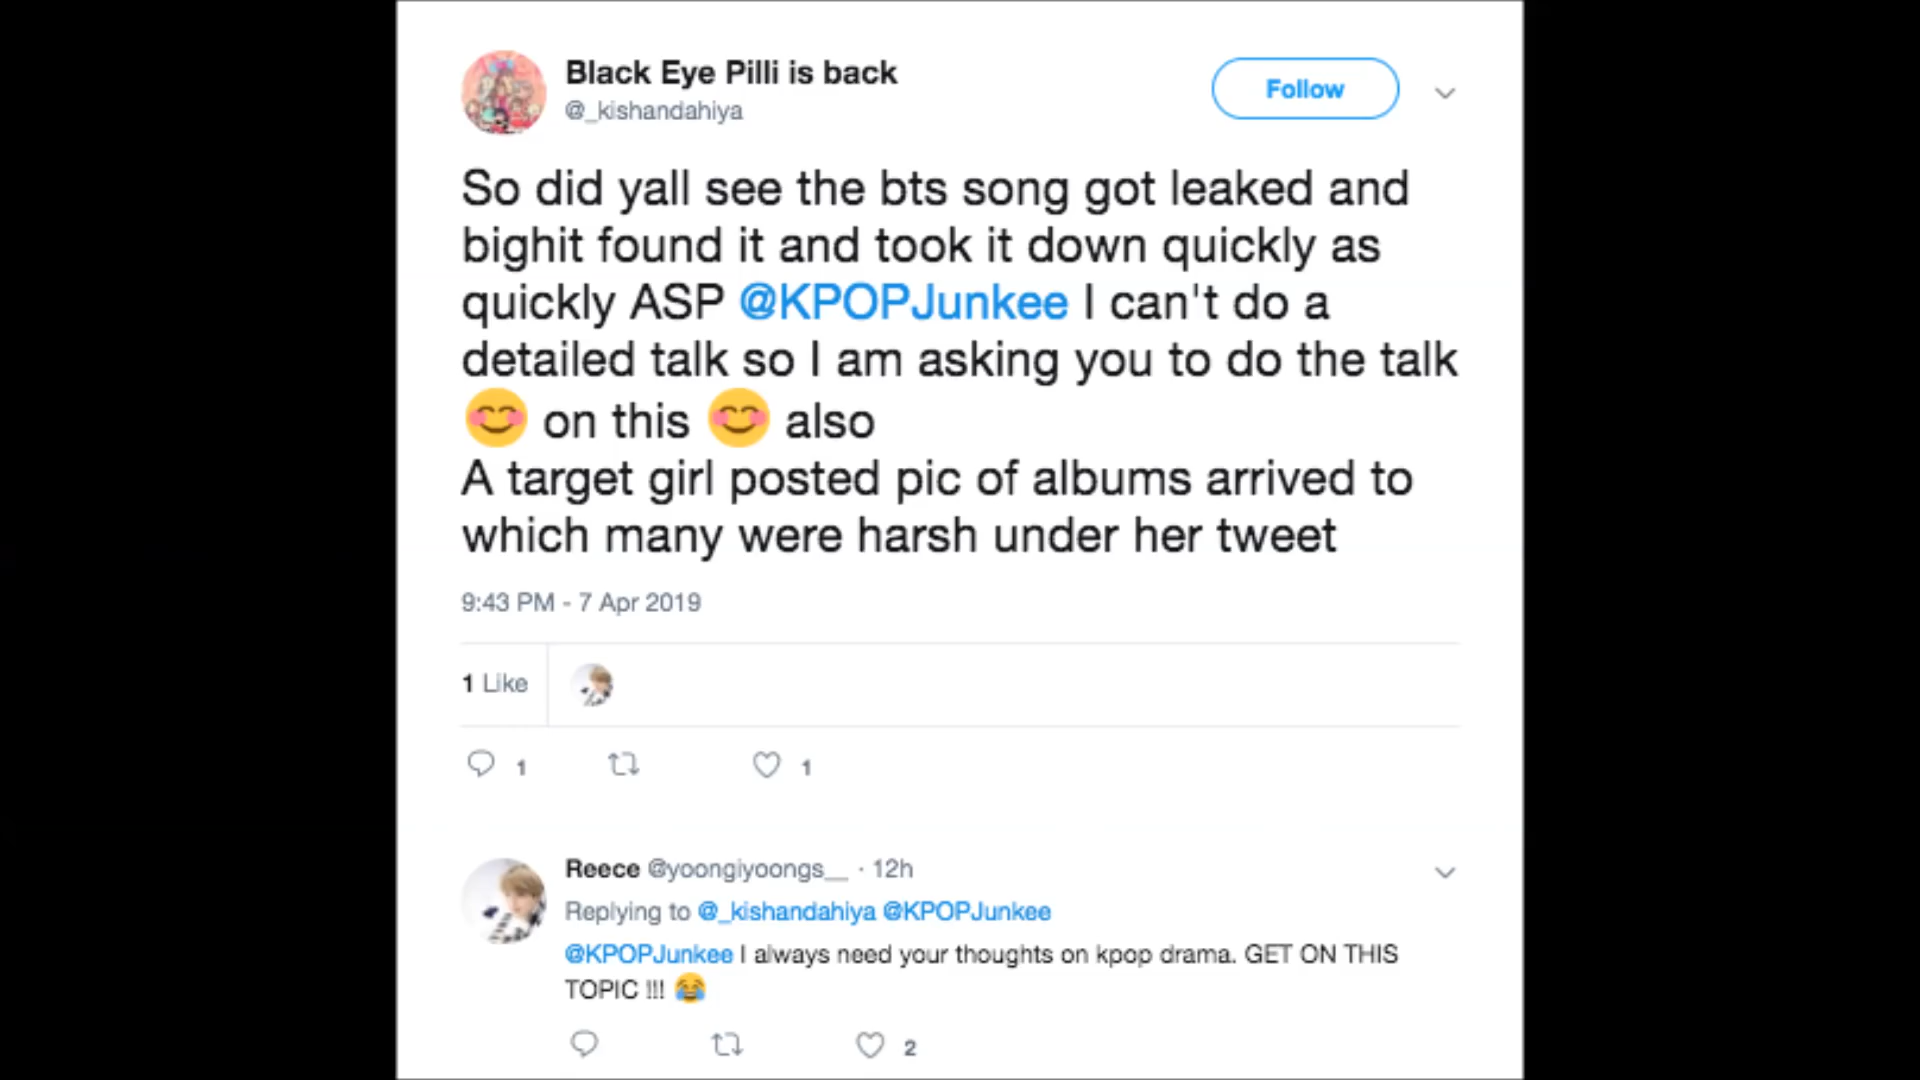 Black Eye Pilli is back
@_kishandahiya
Follow
So did yall see the bts song got leaked and
bighit found it and took it down quickly as
quickly ASP @KPOPJunkee I can't do a
detailed talk so I am asking you to do the talk
😊 on this 😊 also
A target girl posted pic of albums arrived to
which many were harsh under her tweet
9:43 PM - 7 Apr 2019
1 Like
1 1
Reece @yoongiyoongs__ · 12h
Replying to @_kishandahiya @KPOPJunkee
@KPOPJunkee I always need your thoughts on kpop drama. GET ON THIS
TOPIC !!! 😂
2